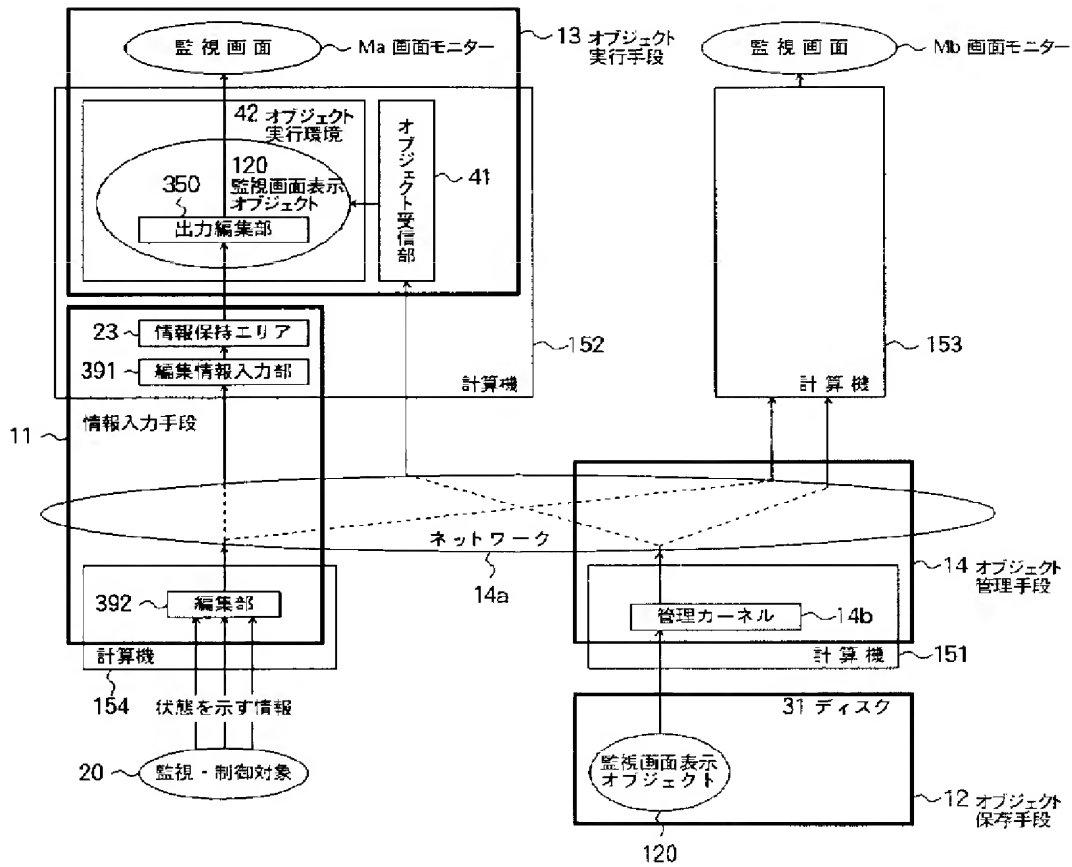 監視画面
Ma 画面モニター
13 オブジェクト
実行手段
監視画面
Mb 画面モニター
42 オブジェクト
実行環境
120
監視画面表示
オブジェクト
350
出力編集部
オブジェクト受信部
41
23
情報保持エリア
391
編集情報入力部
152
計算機
153
計算機
11
情報入力手段
ネットワーク
14a
14 オブジェクト
管理手段
392
編集部
管理カーネル
14b
計算機
154
計算機
151
状態を示す情報
31 ディスク
20
監視・制御対象
監視画面表示
オブジェクト
12 オブジェクト
保存手段
120